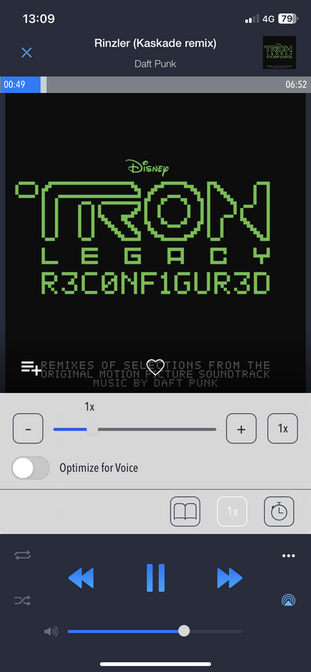 13:09
4G 79
Rinzler (Kaskade remix)
Daft Punk
00:49
06:52
Disney
TRON
LEGACY
R3C0NF1GUR3D
REMIXES OF SELECTIONS FROM THE
ORIGINAL MOTION PICTURE SOUNDTRACK
MUSIC BY DAFT PUNK
1x
- + 1x
Optimize for Voice
1x